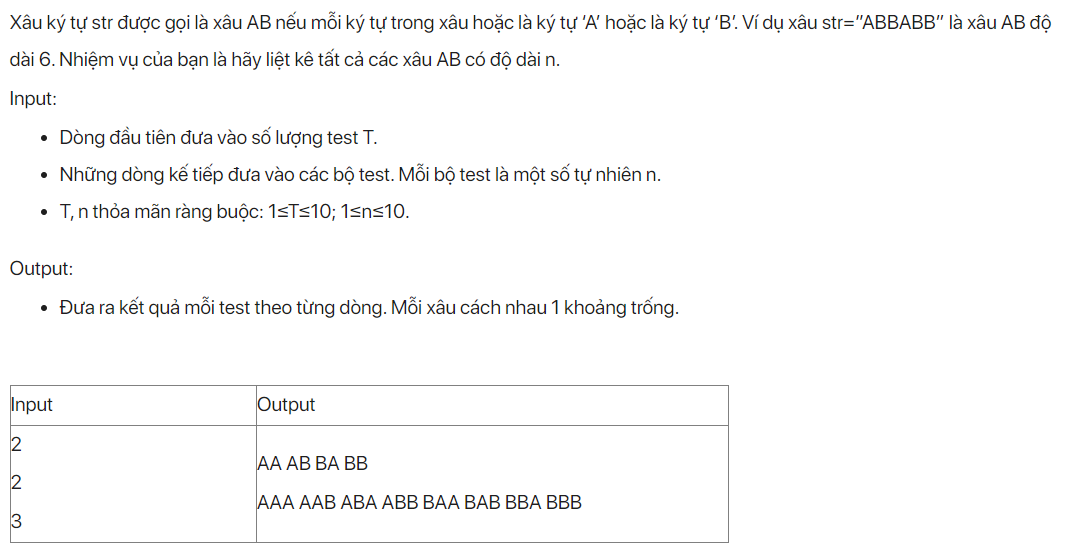 Xâu ký tự str được gọi là xâu AB nếu mỗi ký tự trong xâu hoặc là ký tự ‘A’ hoặc là ký tự ‘B’. Ví dụ xâu str=”ABBABB” là xâu AB độ
dài 6. Nhiệm vụ của bạn là hãy liệt kê tất cả các xâu AB có độ dài n.
Input:
• Dòng đầu tiên đưa vào số lượng test T.
• Những dòng kế tiếp đưa vào các bộ test. Mỗi bộ test là một số tự nhiên n.
• T, n thỏa mãn ràng buộc: 1≤T≤10; 1≤n≤10.
Output:
• Đưa ra kết quả mỗi test theo từng dòng. Mỗi xâu cách nhau 1 khoảng trống.
Input Output
2
2
3
AA AB BA BB
AAA AAB ABA ABB BAA BAB BBA BBB